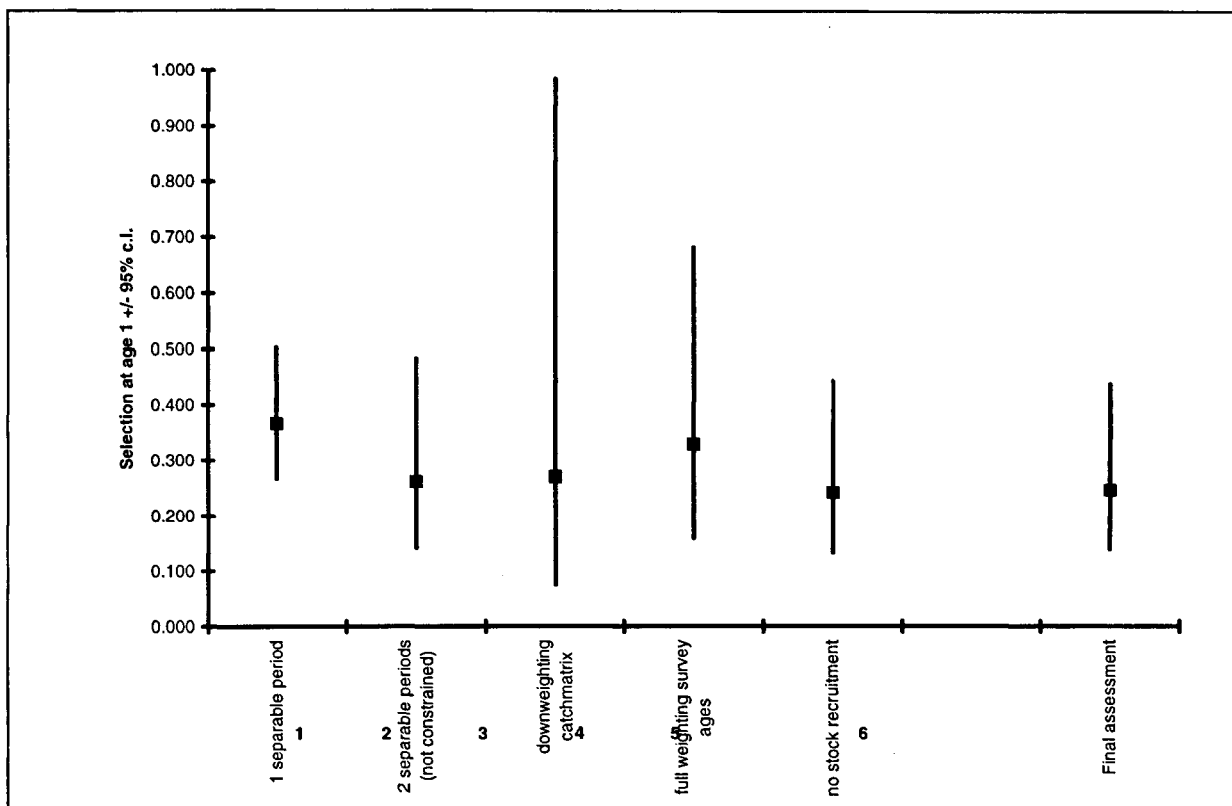 1.000
0.900
0.800
0.700
0.600
0.500
0.400
0.300
0.200
0.100
0.000
Selection at age 1 +/- 95% c.l.
1 separable period
2 separable periods
(not constrained)
downweighting
catchmatrix
full weighting survey
ages
no stock recruitment
Final assessment
1 2 3 4 5 6